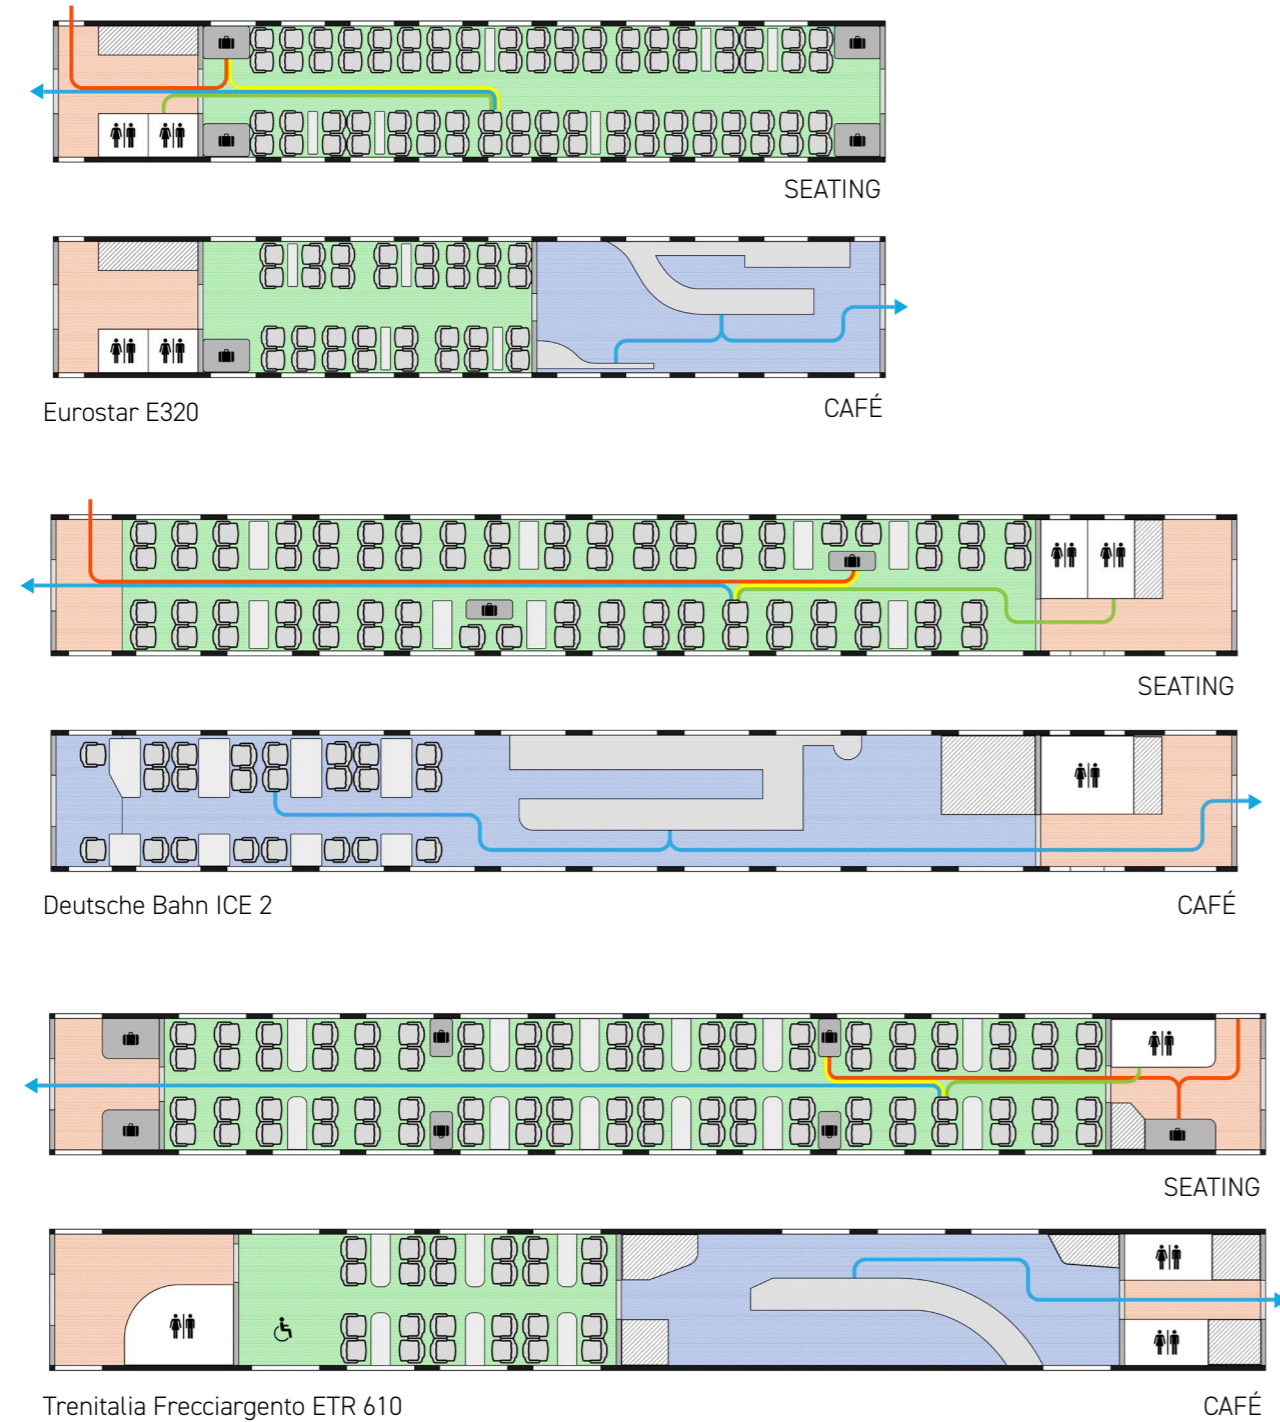 SEATING
CAFÉ
Eurostar E320
SEATING
CAFÉ
Deutsche Bahn ICE 2
SEATING
CAFÉ
Trenitalia Frecciargento ETR 610